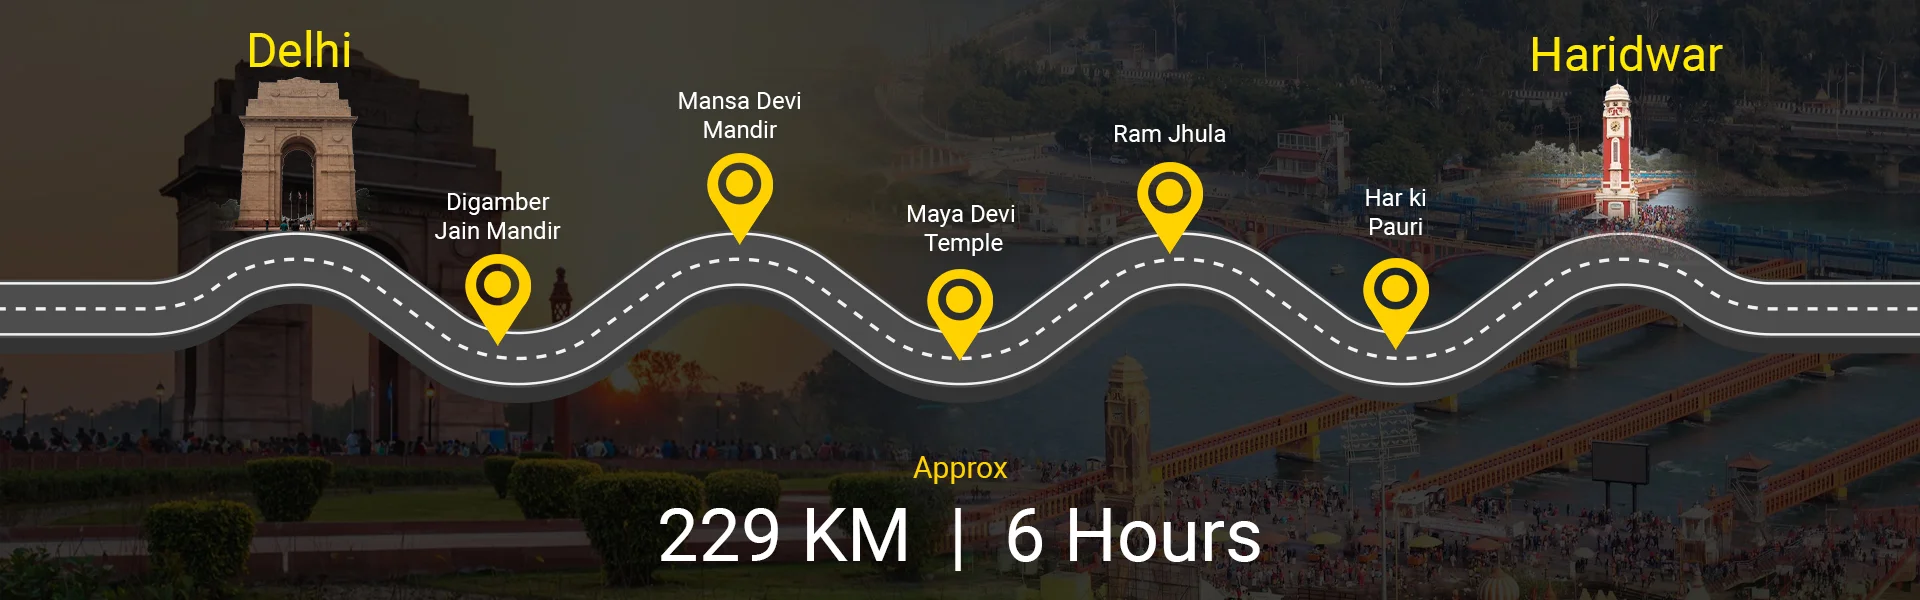 Delhi
Haridwar
Mansa Devi
Mandir
Ram Jhula
Digamber
Jain Mandir
Maya Devi
Temple
Har ki
Pauri
Approx
229 KM | 6 Hours